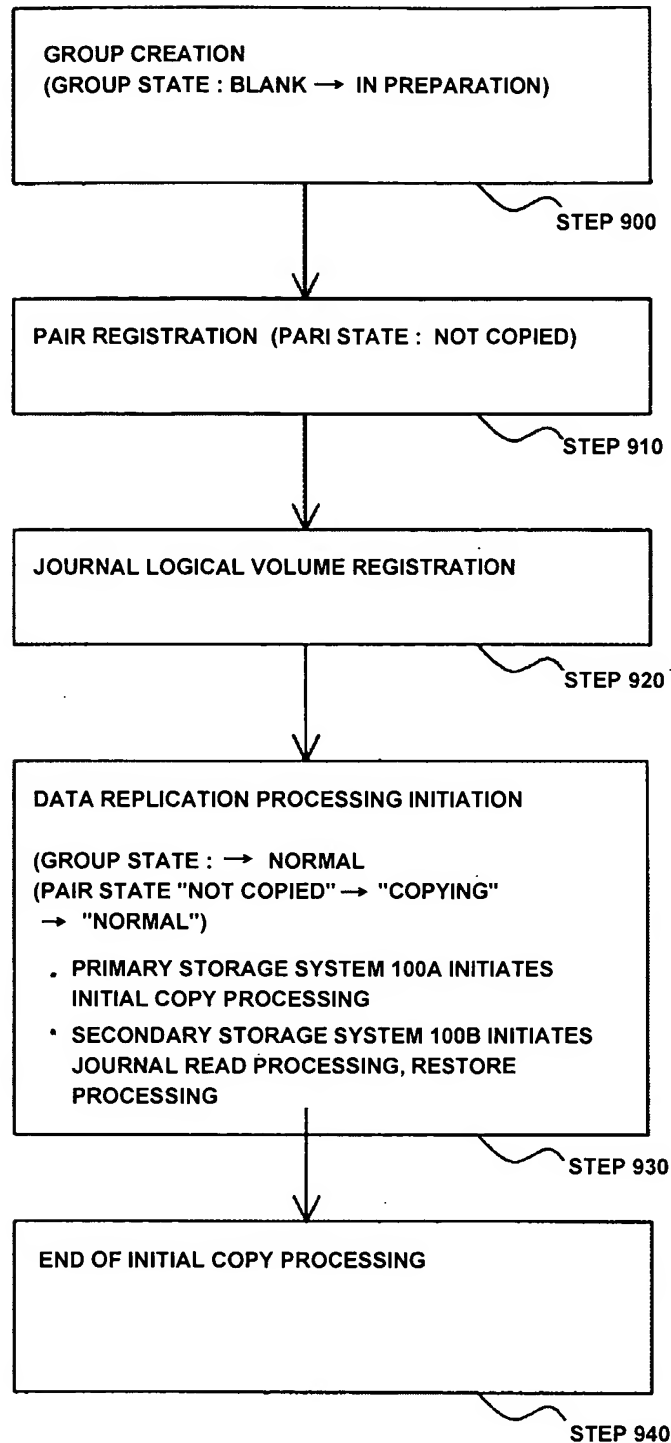 GROUP CREATION
(GROUP STATE : BLANK → IN PREPARATION)
STEP 900
PAIR REGISTRATION (PARI STATE : NOT COPIED)
STEP 910
JOURNAL LOGICAL VOLUME REGISTRATION
STEP 920
DATA REPLICATION PROCESSING INITIATION
(GROUP STATE : → NORMAL
(PAIR STATE "NOT COPIED" → "COPYING"
→ "NORMAL")
• PRIMARY STORAGE SYSTEM 100A INITIATES
INITIAL COPY PROCESSING
• SECONDARY STORAGE SYSTEM 100B INITIATES
JOURNAL READ PROCESSING, RESTORE
PROCESSING
STEP 930
END OF INITIAL COPY PROCESSING
STEP 940